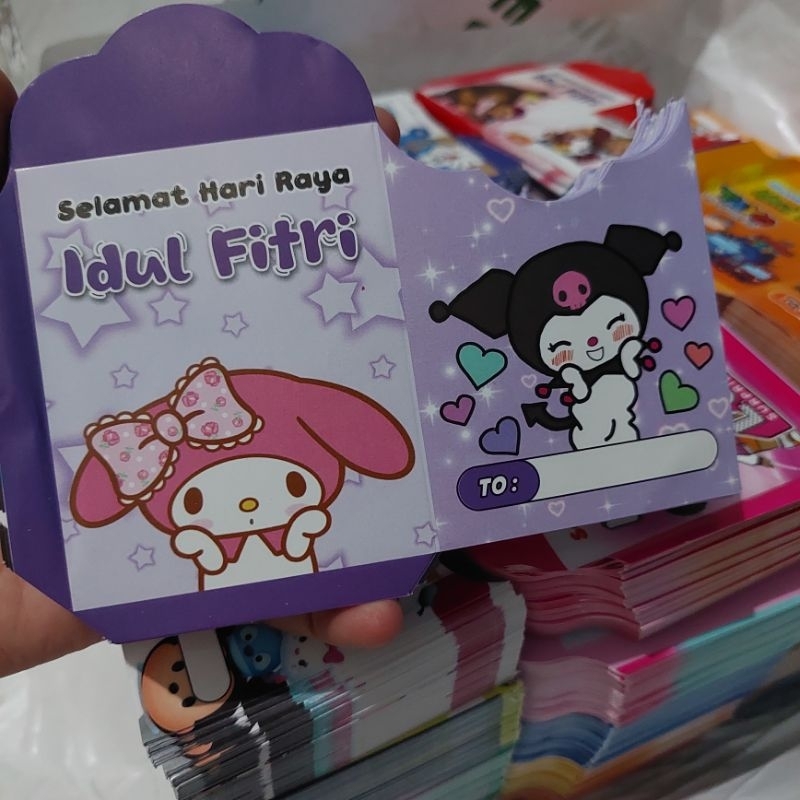 Selamat Hari Raya
Idul Fitri
TO :